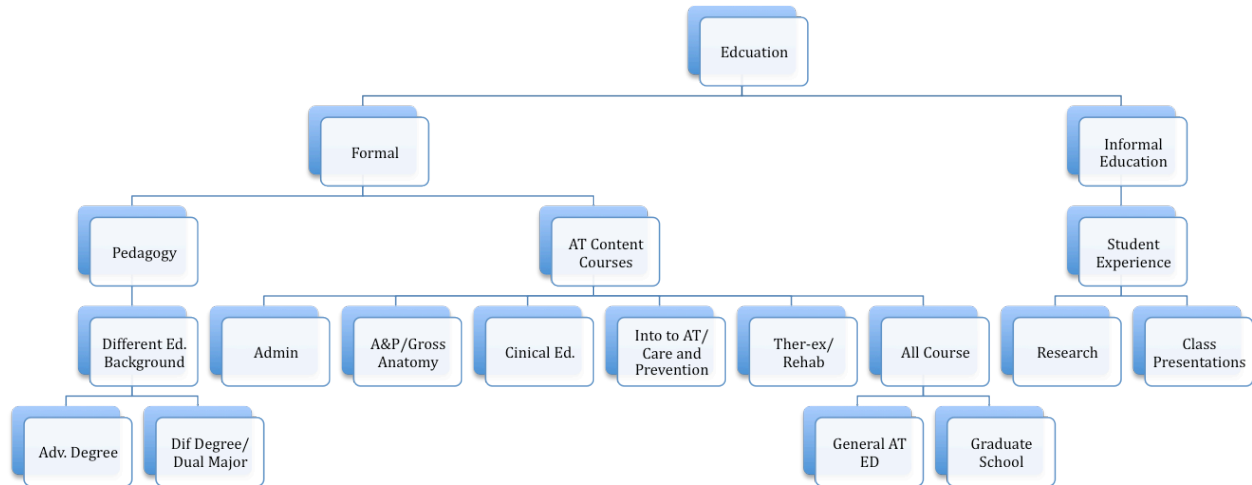 Edcuation
Formal
Informal
Education
Pedagogy
AT Content
Courses
Student
Experience
Different Ed.
Background
Admin
A&P/Gross
Anatomy
Cinical Ed.
Into to AT/
Care and
Prevention
Ther-ex/
Rehab
All Course
Research
Class
Presentations
Adv. Degree
Dif Degree/
Dual Major
General AT
ED
Graduate
School